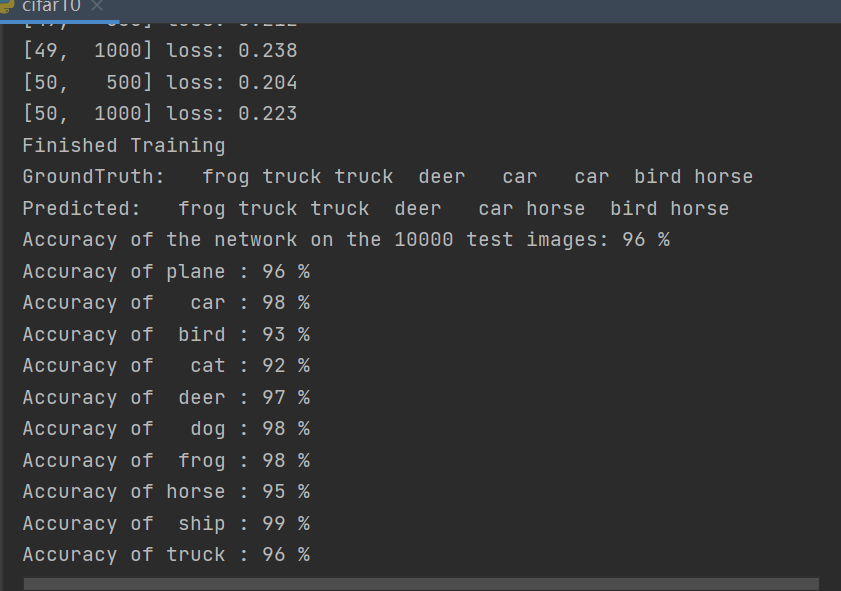 cifar10
[49, 1000] loss: 0.238
[50,   500] loss: 0.204
[50,  1000] loss: 0.223
Finished Training
GroundTruth:   frog truck truck  deer   car   car  bird horse
Predicted:   frog truck truck  deer   car horse  bird horse
Accuracy of the network on the 10000 test images: 96 %
Accuracy of plane : 96 %
Accuracy of   car : 98 %
Accuracy of  bird : 93 %
Accuracy of   cat : 92 %
Accuracy of  deer : 97 %
Accuracy of   dog : 98 %
Accuracy of  frog : 98 %
Accuracy of horse : 95 %
Accuracy of  ship : 99 %
Accuracy of truck : 96 %